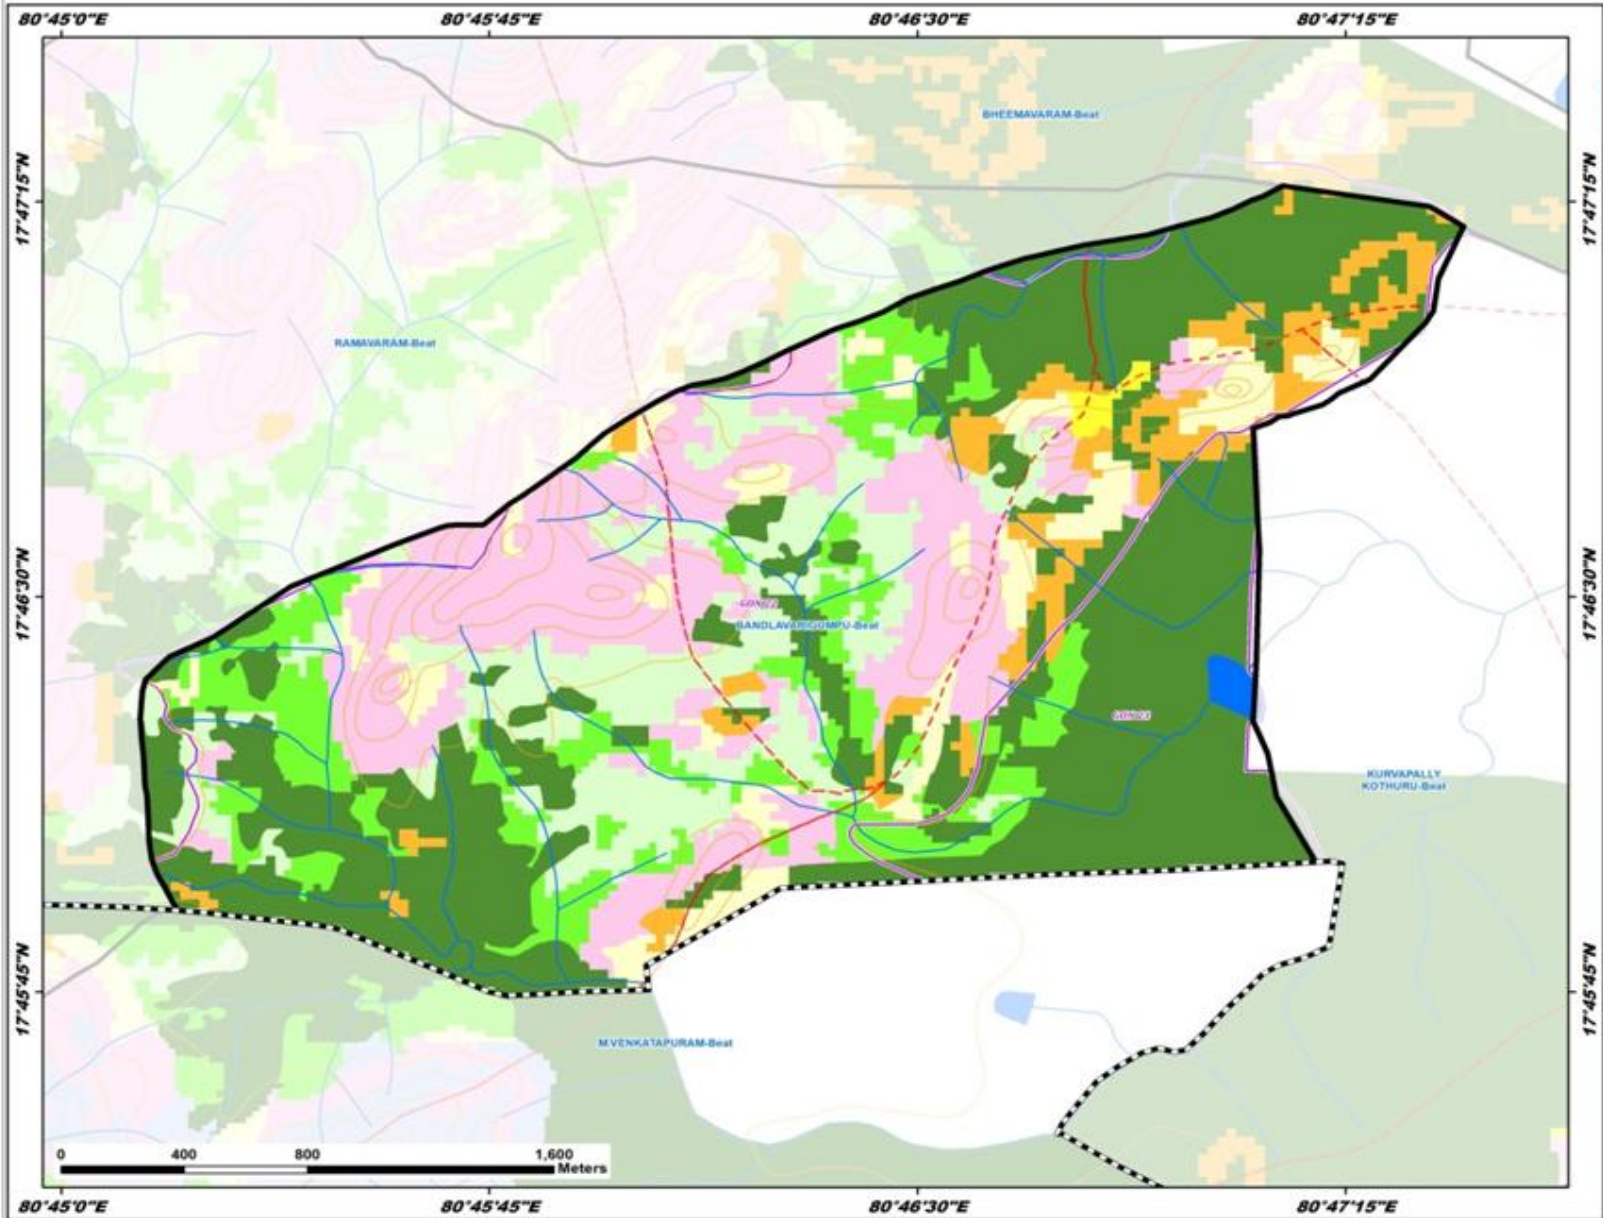 80°45'0"E 80°45'45"E 80°46'30"E 80°47'15"E
17°47'15"N 17°47'15"N
BHEEMAVARAM-Beat
RAMAVARAM-Beat
17°46'30"N 17°46'30"N
BANDLAVARIGUMPU-Beat
KURVAPALLY
KOTHURU-Beat
17°45'45"N 17°45'45"N
M.VENKATAPURAM-Beat
0 400 800 1,600
Meters
80°45'0"E 80°45'45"E 80°46'30"E 80°47'15"E